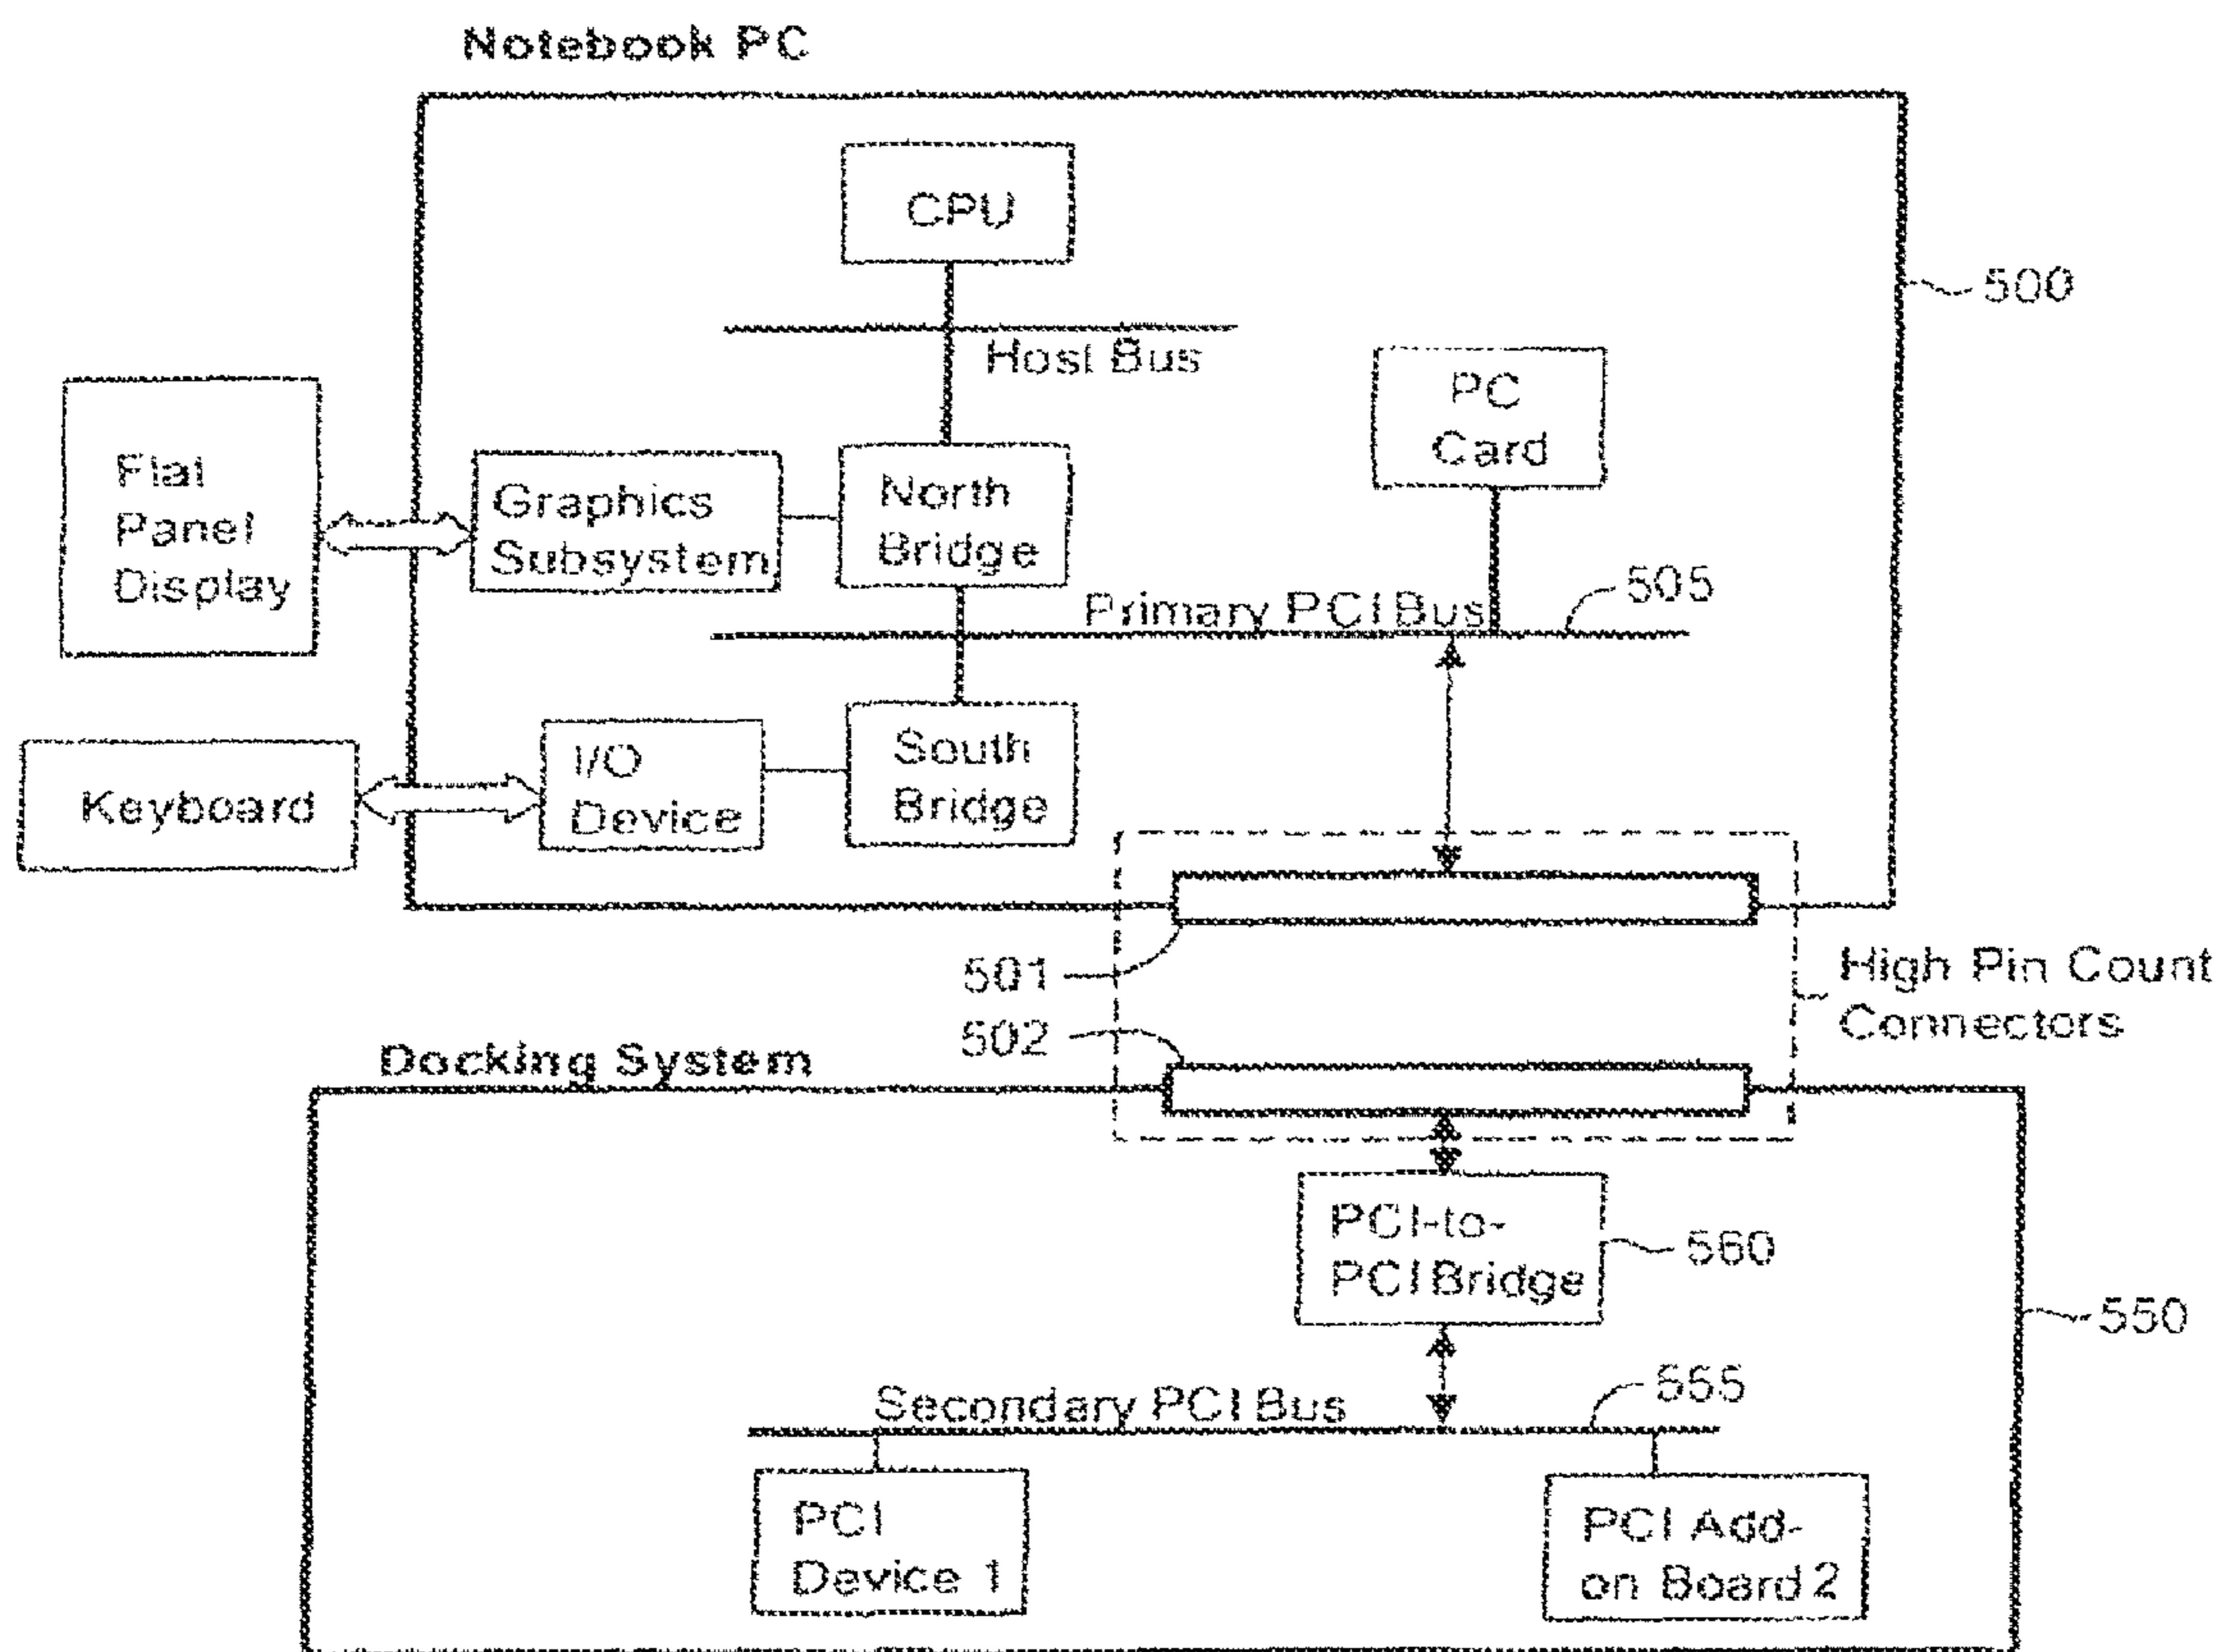 Notebook PC
CPU
500
Host Bus
PC
Card
Flat
Panel
Display
Graphics
Subsystem
North
Bridge
505
Primary PCI Bus
Keyboard
I/O
Device
South
Bridge
501
High Pin Count
Connectors
502
Docking System
PCI-to-
PCI Bridge
560
550
Secondary PCI Bus
555
PCI
Device 1
PCI Add-
on Board 2